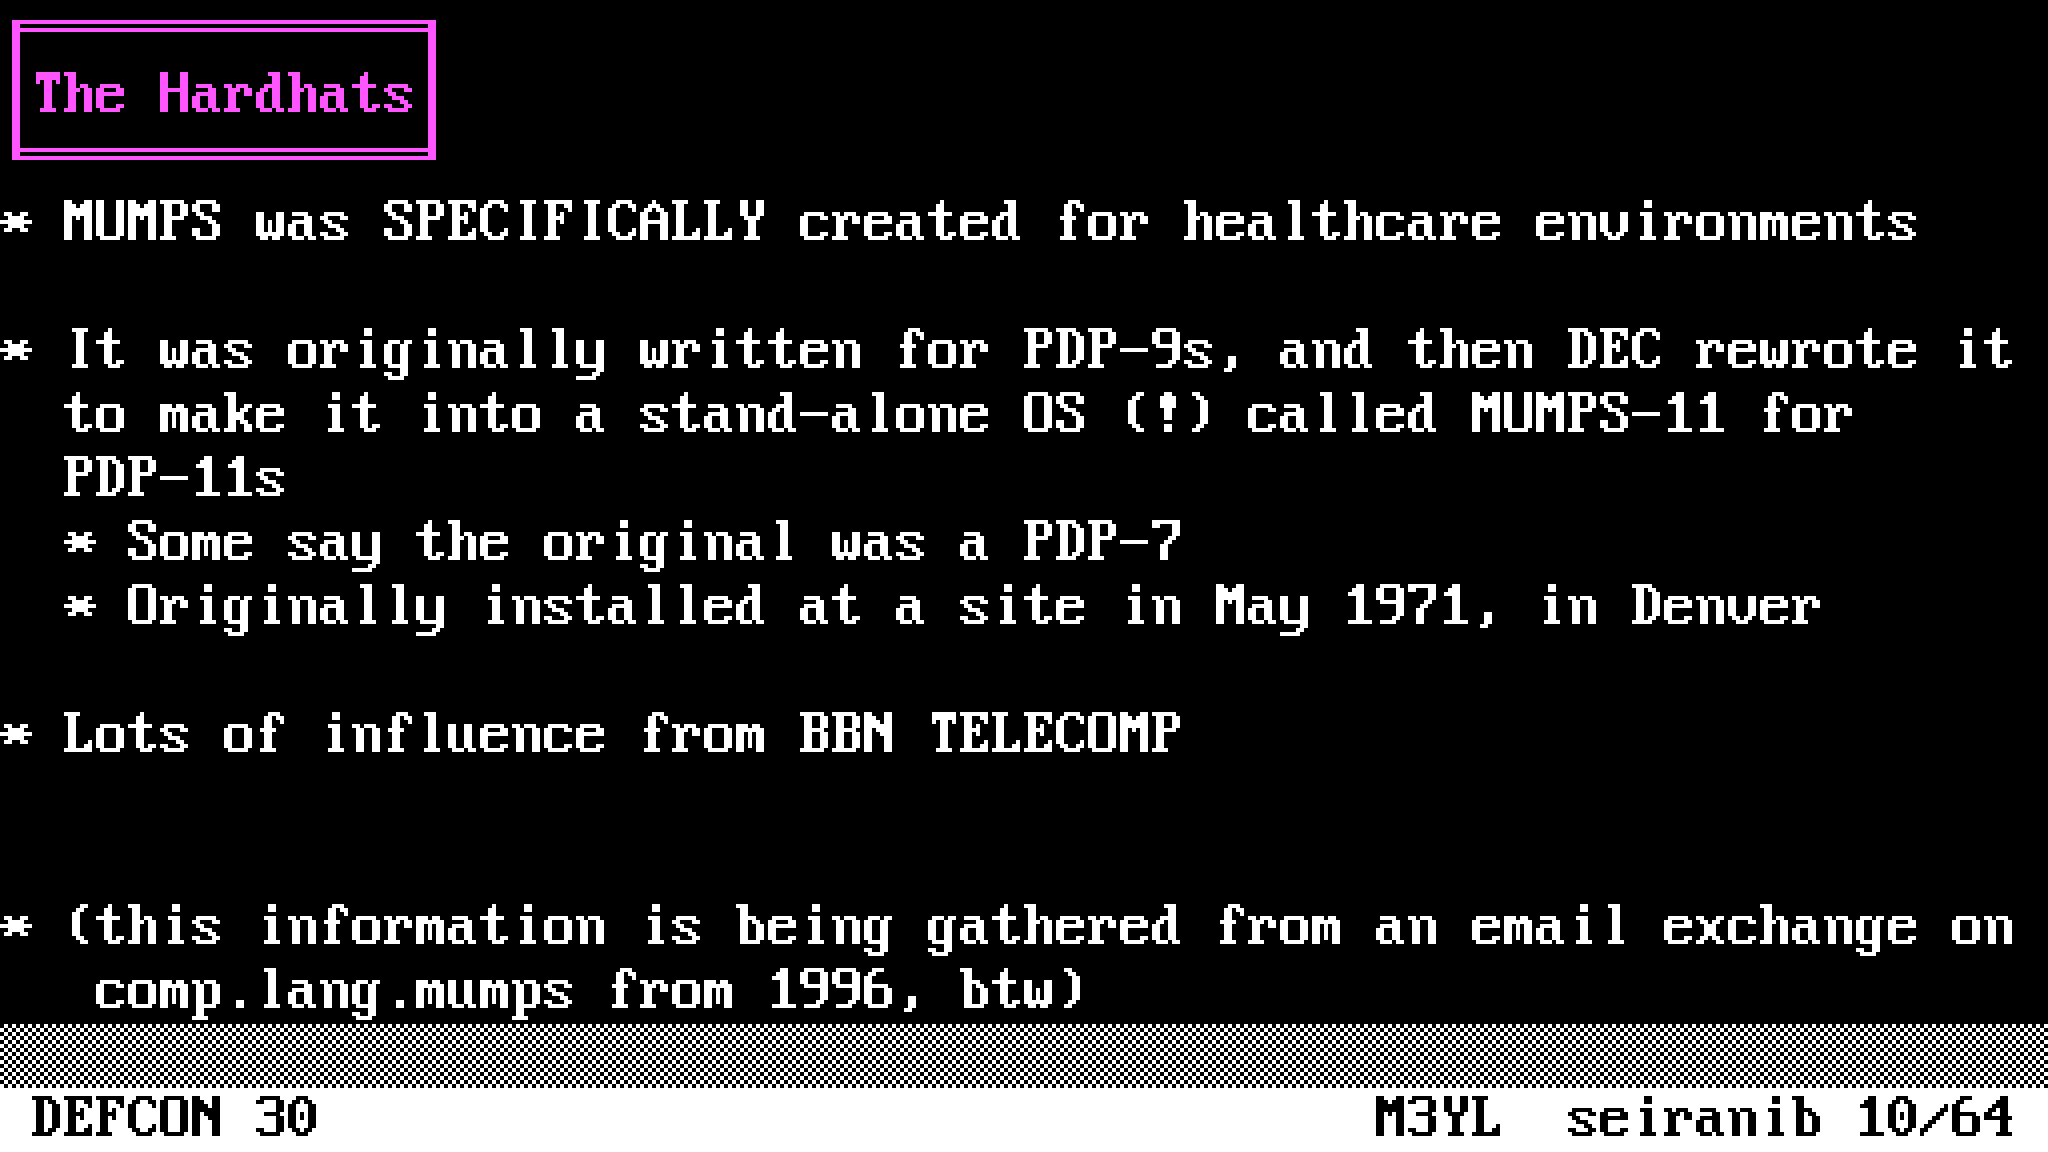 The Hardhats
* MUMPS was SPECIFICALLY created for healthcare environments
* It was originally written for PDP-9s, and then DEC rewrote it
to make it into a stand-alone OS (!) called MUMPS-11 for
PDP-11s
* Some say the original was a PDP-7
* Originally installed at a site in May 1971, in Denver
* Lots of influence from BBN TELECOMP
* (this information is being gathered from an email exchange on
comp.lang.mumps from 1996, btw)
DEFCON 30 M3YL seiranib 10/64